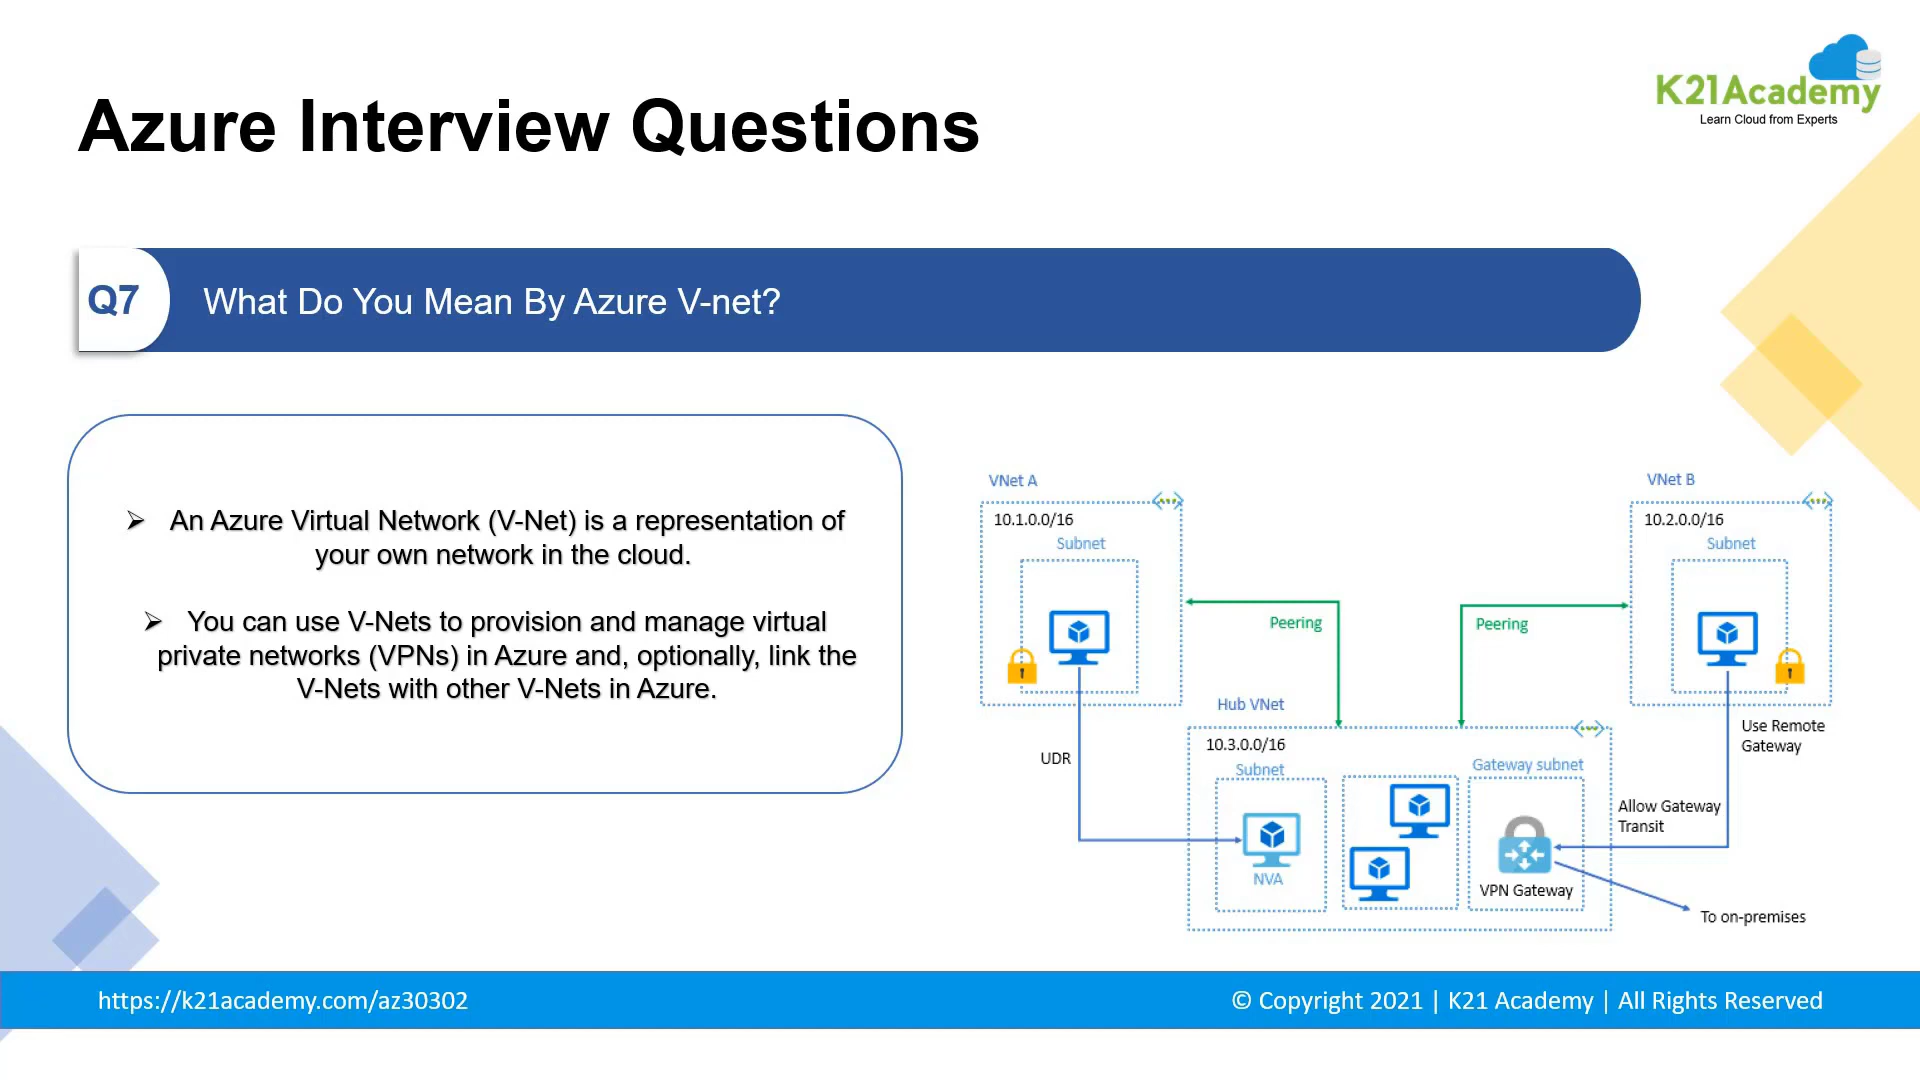 K21Academy
Learn Cloud from Experts
Azure Interview Questions
Q7
What Do You Mean By Azure V-net?
➢ An Azure Virtual Network (V-Net) is a representation of
your own network in the cloud.
➢ You can use V-Nets to provision and manage virtual
private networks (VPNs) in Azure and, optionally, link the
V-Nets with other V-Nets in Azure.
VNet A
10.1.0.0/16
Subnet
VNet B
10.2.0.0/16
Subnet
Peering
Peering
Hub VNet
10.3.0.0/16
Subnet
Gateway subnet
UDR
Use Remote
Gateway
Allow Gateway
Transit
NVA
VPN Gateway
To on-premises
https://k21academy.com/az30302
© Copyright 2021 | K21 Academy | All Rights Reserved